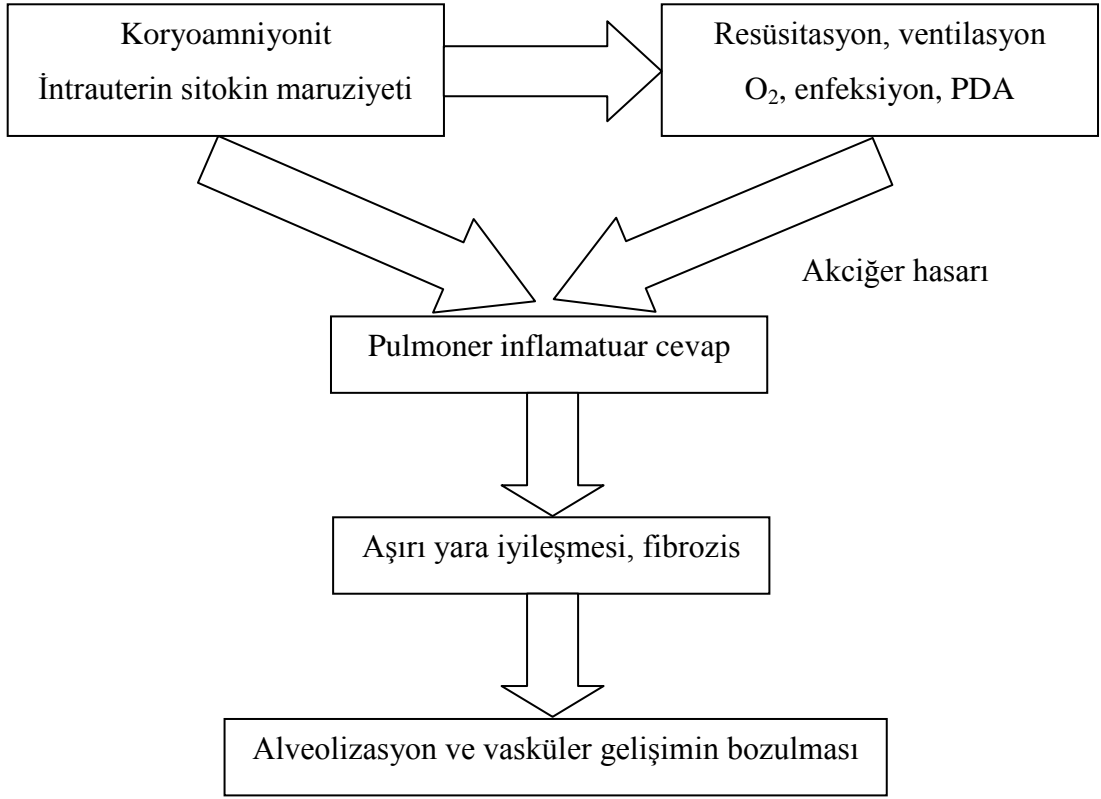 Koryoamniyonit
İntrauterin sitokin maruziyeti
Resüsitasyon, ventilasyon
O₂, enfeksiyon, PDA
Akciğer hasarı
Pulmoner inflamatuar cevap
Aşırı yara iyileşmesi, fibrozis
Alveolizasyon ve vasküler gelişimin bozulması